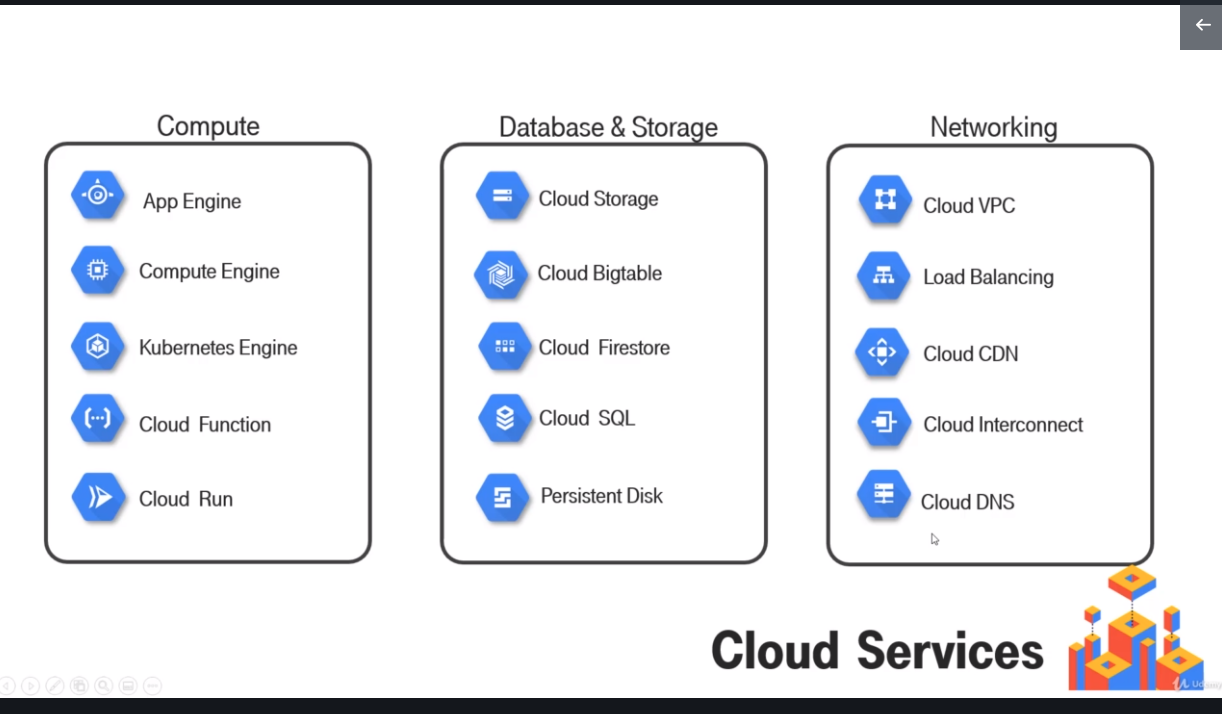 Compute
App Engine
Compute Engine
Kubernetes Engine
Cloud Function
Cloud Run
Database & Storage
Cloud Storage
Cloud Bigtable
Cloud Firestore
Cloud SQL
Persistent Disk
Networking
Cloud VPC
Load Balancing
Cloud CDN
Cloud Interconnect
Cloud DNS
Cloud Services
Udemy